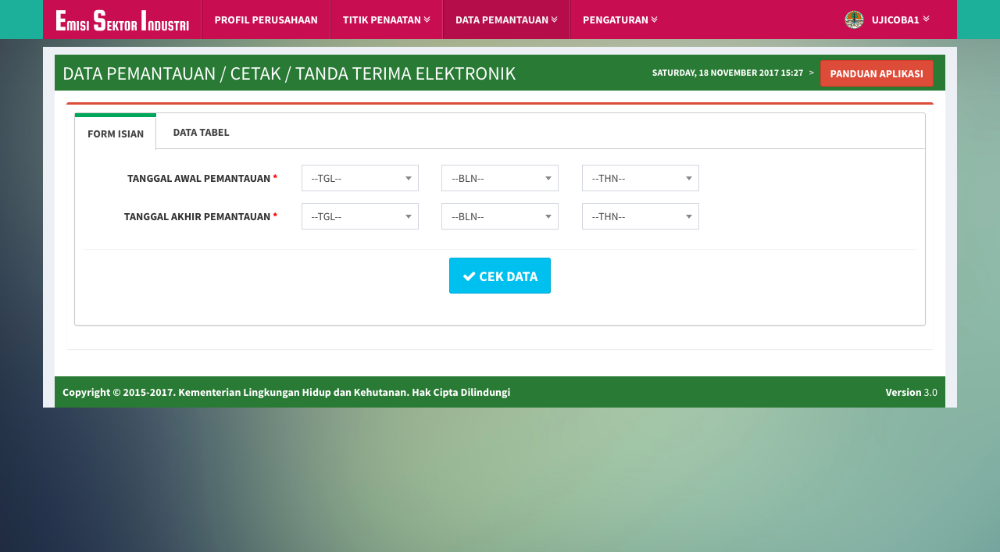 Emisi Sektor Industri
PROFIL PERUSAHAAN
TITIK PENAATAN
DATA PEMANTAUAN
PENGATURAN
UJICOBA1
DATA PEMANTAUAN / CETAK / TANDA TERIMA ELEKTRONIK
SATURDAY, 18 NOVEMBER 2017 15:27 >
PANDUAN APLIKASI
FORM ISIAN
DATA TABEL
TANGGAL AWAL PEMANTAUAN * --TGL-- --BLN-- --THN--
TANGGAL AKHIR PEMANTAUAN * --TGL-- --BLN-- --THN--
CEK DATA
Copyright © 2015-2017. Kementerian Lingkungan Hidup dan Kehutanan. Hak Cipta Dilindungi
Version 3.0